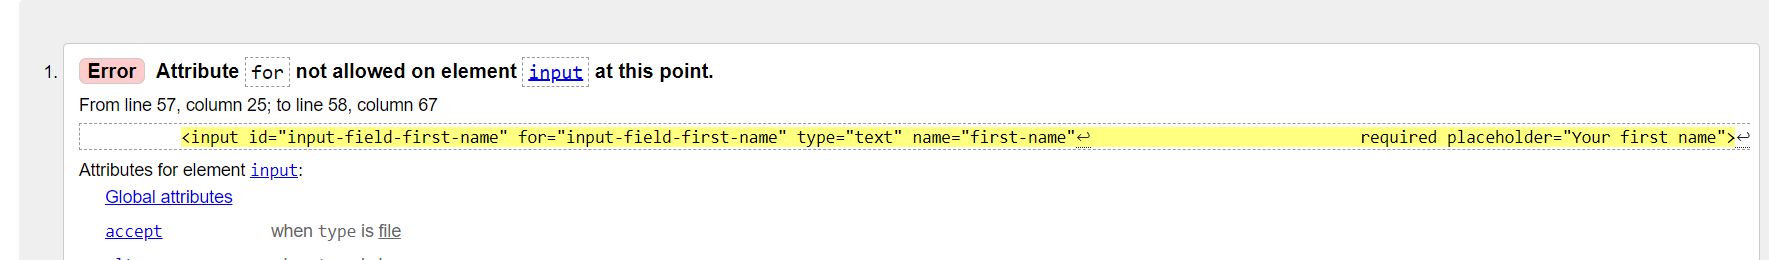 1. Error Attribute for not allowed on element input at this point.
From line 57, column 25; to line 58, column 67
<input id="input-field-first-name" for="input-field-first-name" type="text" name="first-name"↩ required placeholder="Your first name">↩
Attributes for element input:
Global attributes
accept when type is file